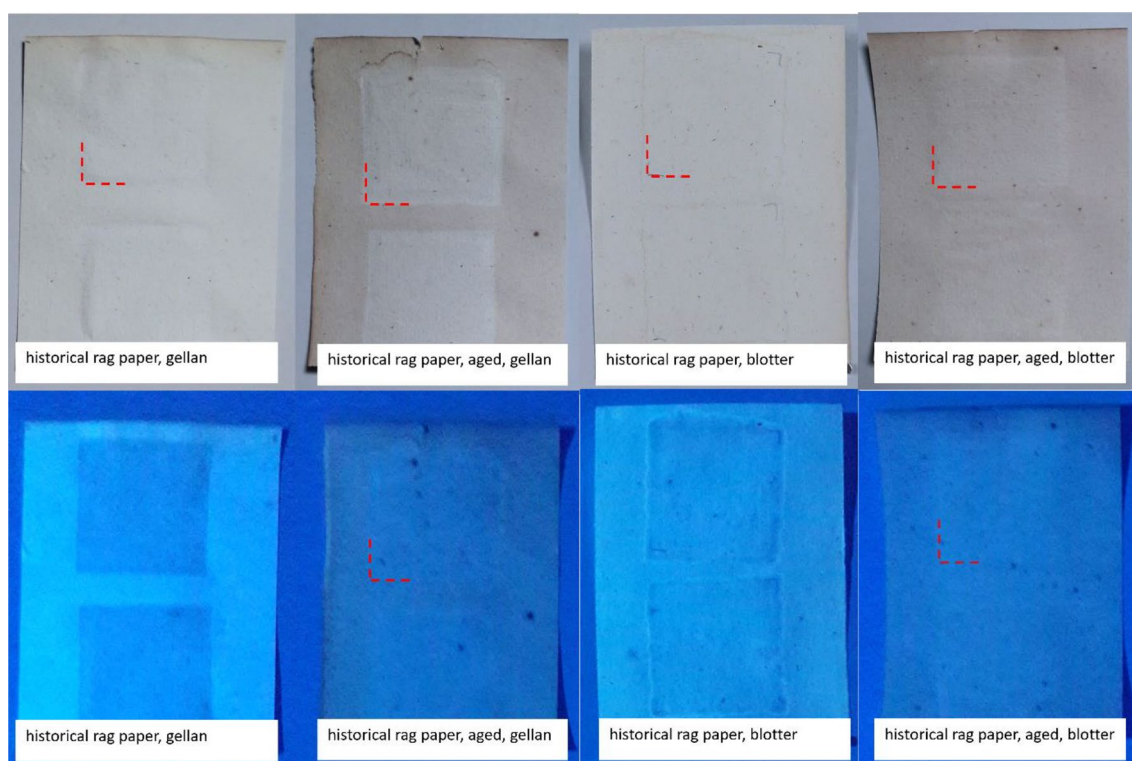 historical rag paper, gellan
historical rag paper, aged, gellan
historical rag paper, blotter
historical rag paper, aged, blotter
historical rag paper, gellan
historical rag paper, aged, gellan
historical rag paper, blotter
historical rag paper, aged, blotter